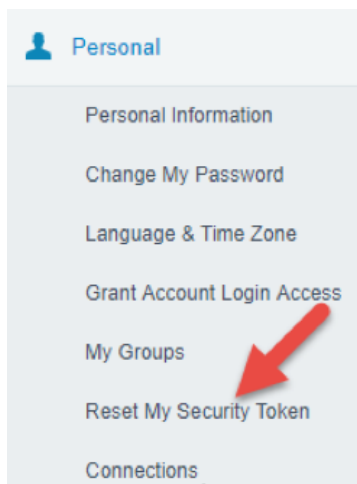 Personal
Personal Information
Change My Password
Language & Time Zone
Grant Account Login Access
My Groups
Reset My Security Token
Connections